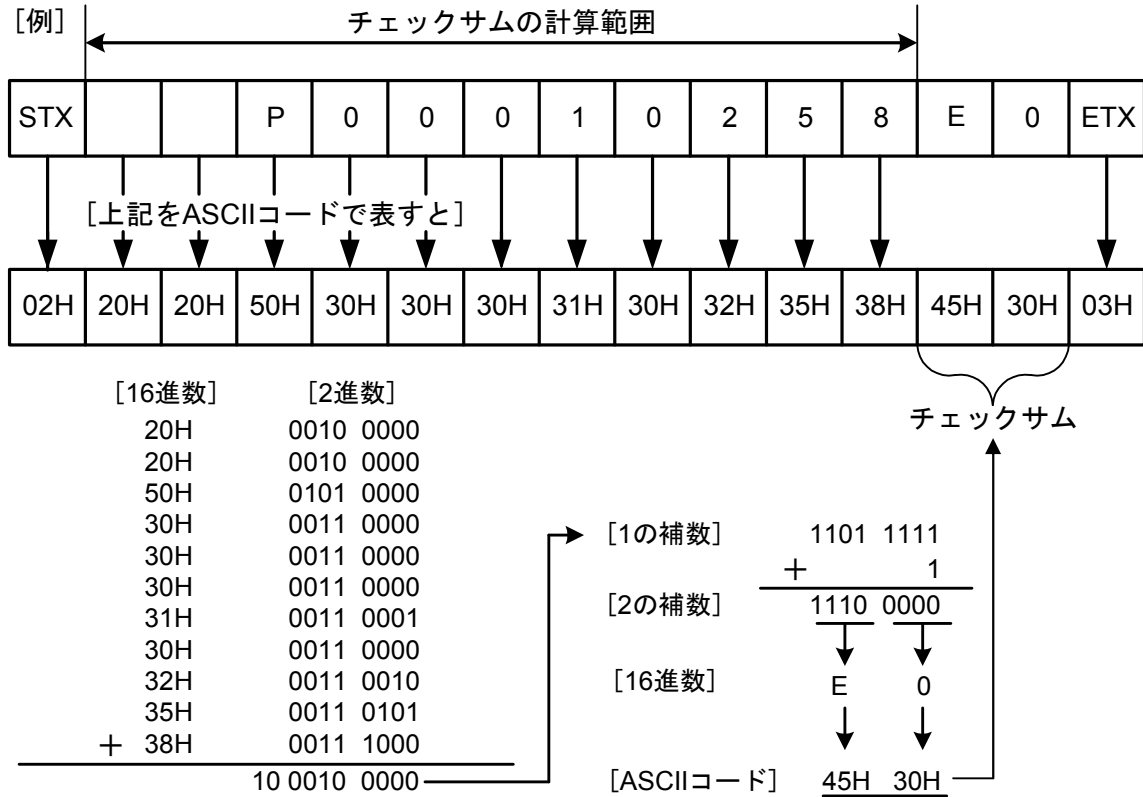 ［例］ チェックサムの計算範囲
STX P 0 0 0 1 0 2 5 8 E 0 ETX
［上記をASCIIコードで表すと］
02H 20H 20H 50H 30H 30H 30H 31H 30H 32H 35H 38H 45H 30H 03H
チェックサム
［16進数］ ［2進数］
20H 0010 0000
20H 0010 0000
50H 0101 0000
30H 0011 0000
30H 0011 0000
30H 0011 0000
31H 0011 0001
30H 0011 0000
32H 0011 0010
35H 0011 0101
＋ 38H 0011 1000
10 0010 0000
［1の補数］ 1101 1111
＋ 1
［2の補数］ 1110 0000
［16進数］ E 0
［ASCIIコード］ 45H 30H